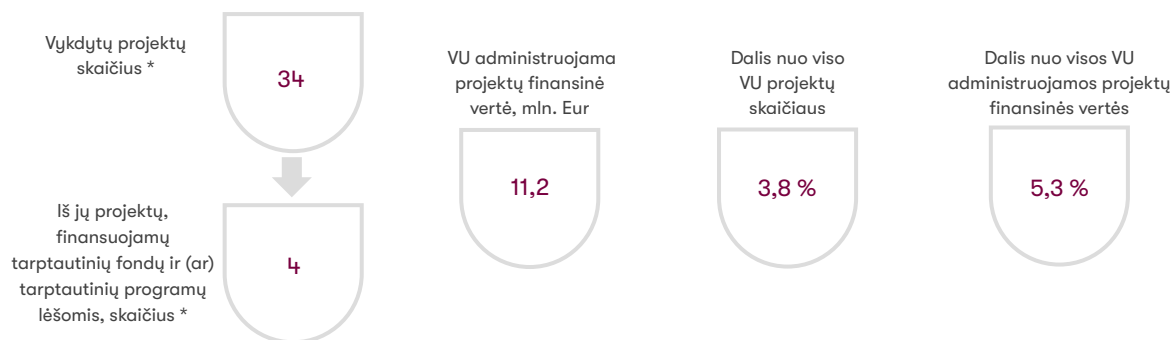 Vykdytų projektų
skaičius *
34
Iš jų projektų,
finansuojamų
tarptautinių fondų ir (ar)
tarptautinių programų
lėšomis, skaičius *
4
VU administruojama
projektų finansinė
vertė, mln. Eur
11,2
Dalis nuo viso
VU projektų
skaičiaus
3,8 %
Dalis nuo visos VU
administruojamos projektų
finansinės vertės
5,3 %